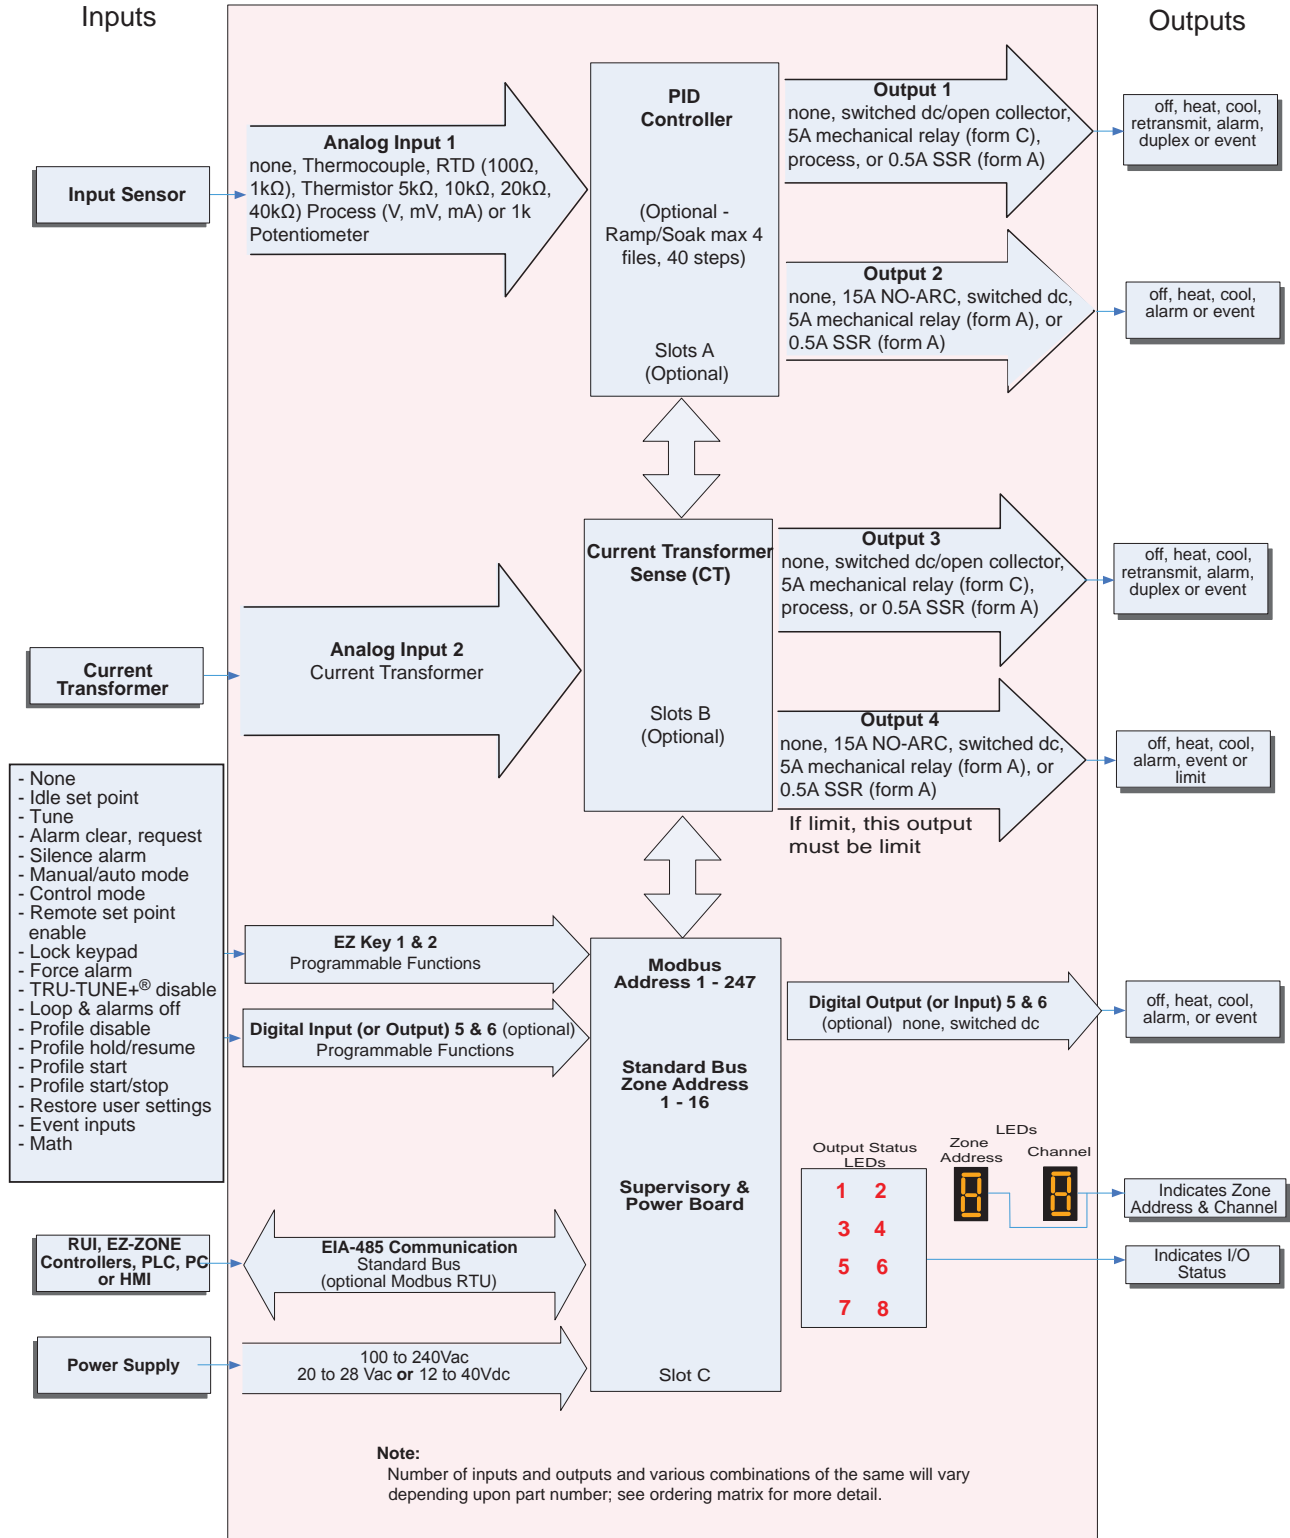 Inputs
Outputs
Input Sensor
Analog Input 1
none, Thermocouple, RTD (100Ω,
1kΩ), Thermistor 5kΩ, 10kΩ, 20kΩ,
40kΩ) Process (V, mV, mA) or 1k
Potentiometer
PID
Controller
(Optional -
Ramp/Soak max 4
files, 40 steps)
Slots A
(Optional)
Output 1
none, switched dc/open collector,
5A mechanical relay (form C),
process, or 0.5A SSR (form A)
off, heat, cool,
retransmit, alarm,
duplex or event
Output 2
none, 15A NO-ARC, switched dc,
5A mechanical relay (form A), or
0.5A SSR (form A)
off, heat, cool,
alarm or event
Current
Transformer
Analog Input 2
Current Transformer
Current Transformer
Sense (CT)
Slots B
(Optional)
Output 3
none, switched dc/open collector,
5A mechanical relay (form C),
process, or 0.5A SSR (form A)
off, heat, cool,
retransmit, alarm,
duplex or event
Output 4
none, 15A NO-ARC, switched dc,
5A mechanical relay (form A), or
0.5A SSR (form A)
If limit, this output
must be limit
off, heat, cool,
alarm, event or
limit
- None
- Idle set point
- Tune
- Alarm clear, request
- Silence alarm
- Manual/auto mode
- Control mode
- Remote set point
enable
- Lock keypad
- Force alarm
- TRU-TUNE+® disable
- Loop & alarms off
- Profile disable
- Profile hold/resume
- Profile start
- Profile start/stop
- Restore user settings
- Event inputs
- Math
EZ Key 1 & 2
Programmable Functions
Digital Input (or Output) 5 & 6 (optional)
Programmable Functions
Modbus
Address 1 - 247
Standard Bus
Zone Address
1 - 16
Supervisory &
Power Board
Slot C
Digital Output (or Input) 5 & 6
(optional) none, switched dc
off, heat, cool,
alarm, or event
Output Status
LEDs
1 2
3 4
5 6
7 8
LEDs
Zone
Address
Channel
8 8
Indicates Zone
Address & Channel
Indicates I/O
Status
RUI, EZ-ZONE
Controllers, PLC, PC
or HMI
EIA-485 Communication
Standard Bus
(optional Modbus RTU)
Power Supply
100 to 240Vac
20 to 28 Vac or 12 to 40Vdc
Note:
Number of inputs and outputs and various combinations of the same will vary
depending upon part number; see ordering matrix for more detail.